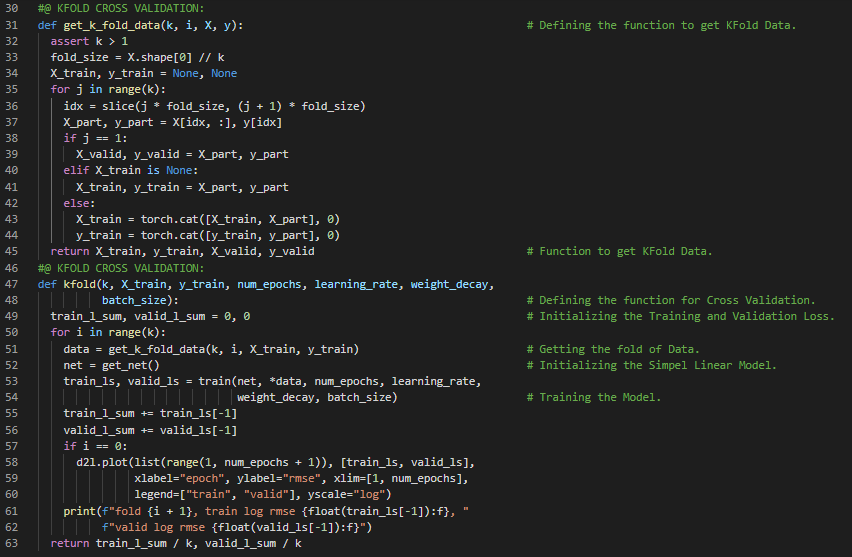 30 #@ KFOLD CROSS VALIDATION:
31 def get_k_fold_data(k, i, X, y): # Defining the function to get KFold Data.
32 assert k > 1
33 fold_size = X.shape[0] // k
34 X_train, y_train = None, None
35 for j in range(k):
36 idx = slice(j * fold_size, (j + 1) * fold_size)
37 X_part, y_part = X[idx, :], y[idx]
38 if j == 1:
39 X_valid, y_valid = X_part, y_part
40 elif X_train is None:
41 X_train, y_train = X_part, y_part
42 else:
43 X_train = torch.cat([X_train, X_part], 0)
44 y_train = torch.cat([y_train, y_part], 0)
45 return X_train, y_train, X_valid, y_valid # Function to get KFold Data.
46 #@ KFOLD CROSS VALIDATION:
47 def kfold(k, X_train, y_train, num_epochs, learning_rate, weight_decay,
48 batch_size): # Defining the function for Cross Validation.
49 train_l_sum, valid_l_sum = 0, 0 # Initializing the Training and Validation Loss.
50 for i in range(k):
51 data = get_k_fold_data(k, i, X_train, y_train) # Getting the fold of Data.
52 net = get_net() # Initializing the Simpel Linear Model.
53 train_ls, valid_ls = train(net, *data, num_epochs, learning_rate,
54 weight_decay, batch_size) # Training the Model.
55 train_l_sum += train_ls[-1]
56 valid_l_sum += valid_ls[-1]
57 if i == 0:
58 d2l.plot(list(range(1, num_epochs + 1)), [train_ls, valid_ls],
59 xlabel="epoch", ylabel="rmse", xlim=[1, num_epochs],
60 legend=["train", "valid"], yscale="log")
61 print(f"fold {i + 1}, train log rmse {float(train_ls[-1]):f}, "
62 f"valid log rmse {float(valid_ls[-1]):f}")
63 return train_l_sum / k, valid_l_sum / k